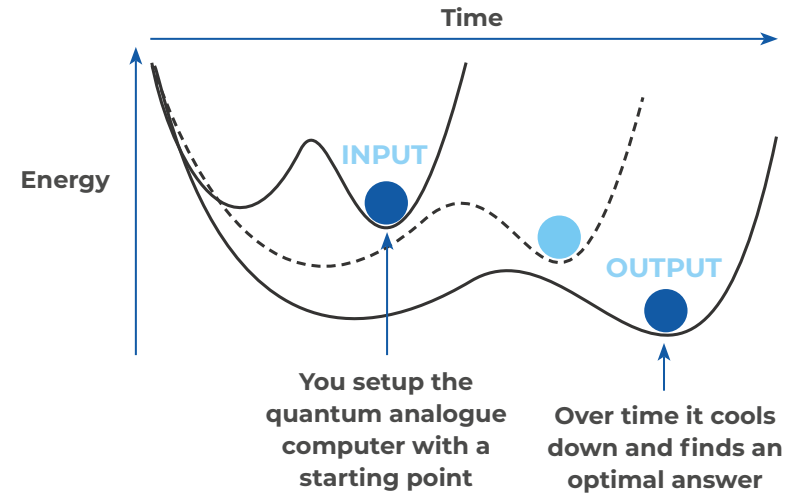 Time
Energy
INPUT
OUTPUT
You setup the
quantum analogue
computer with a
starting point
Over time it cools
down and finds an
optimal answer